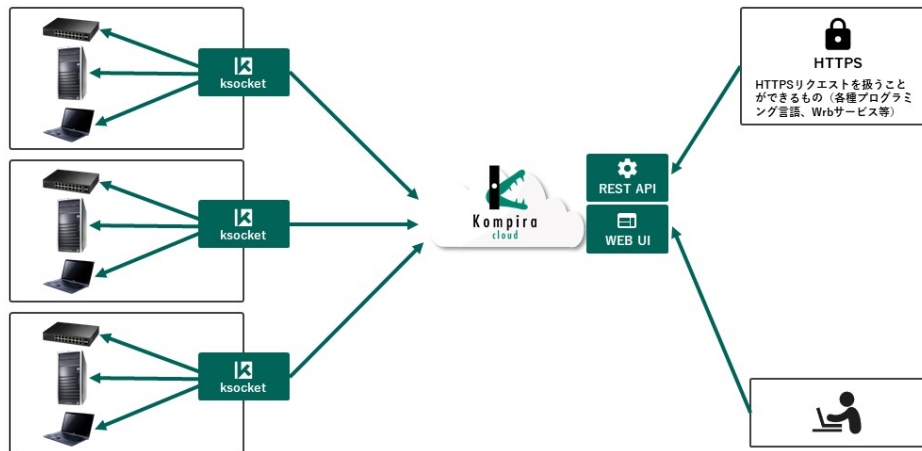 ksocket
ksocket
ksocket
Kompira
cloud
REST API
WEB UI
HTTPS
HTTPSリクエストを扱うこと
ができるもの（各種プログラミ
ング言語、Wrbサービス等）